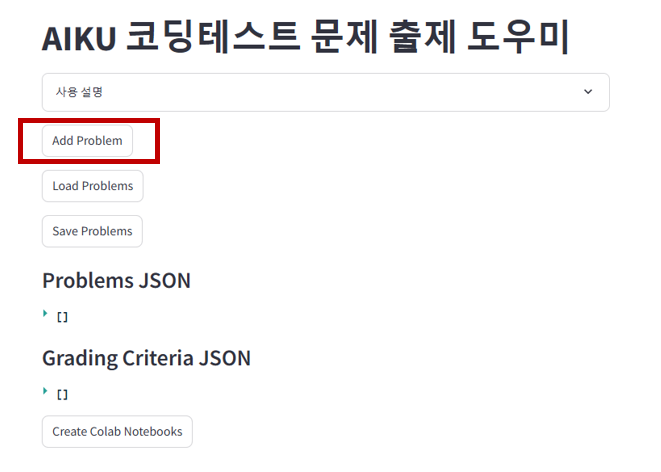 AIKU 코딩테스트 문제 출제 도우미
사용 설명
Add Problem
Load Problems
Save Problems
Problems JSON
[]
Grading Criteria JSON
[]
Create Colab Notebooks